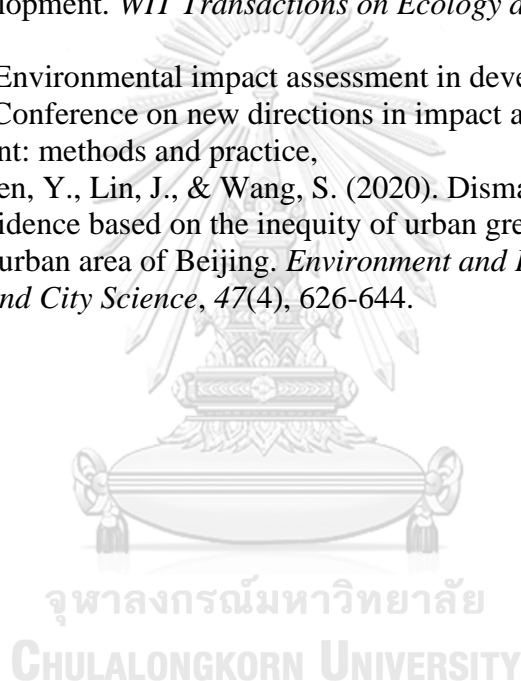 lopment. WIT Transactions on Ecology a
Environmental impact assessment in deve
Conference on new directions in impact a
nt: methods and practice,
en, Y., Lin, J., & Wang, S. (2020). Disma
idence based on the inequity of urban gre
urban area of Beijing. Environment and
nd City Science, 47(4), 626-644.
จุฬาลงกรณ์มหาวิทยาลัย
CHULALONGKORN UNIVERSITY